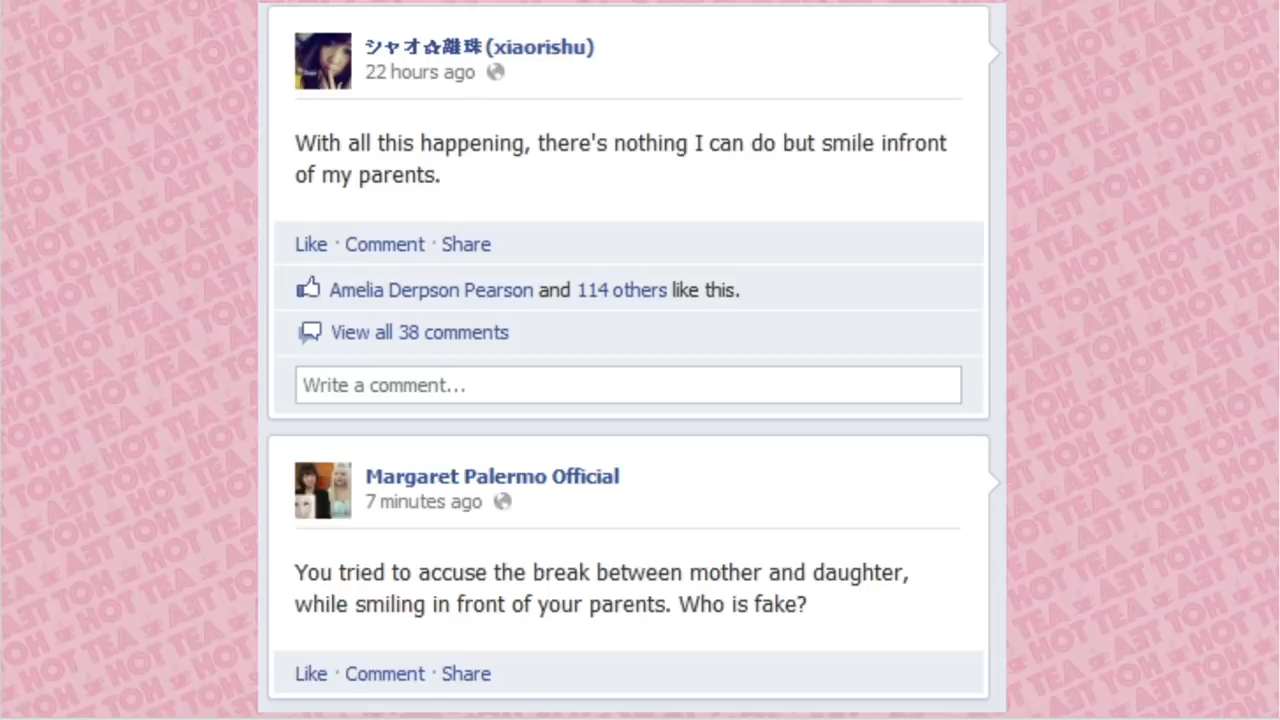 シャオ☆離珠(xiaorishu)
22 hours ago
With all this happening, there's nothing I can do but smile infront
of my parents.
Like · Comment · Share
Amelia Derpson Pearson and 114 others like this.
View all 38 comments
Write a comment...
Margaret Palermo Official
7 minutes ago
You tried to accuse the break between mother and daughter,
while smiling in front of your parents. Who is fake?
Like · Comment · Share
HOT TEA